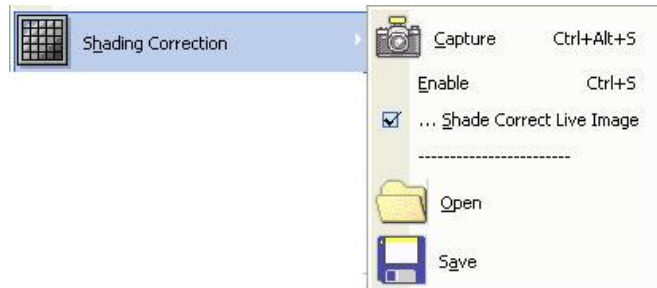 Shading Correction
Capture Ctrl+Alt+S
Enable Ctrl+S
... Shade Correct Live Image
------------------------
Open
Save